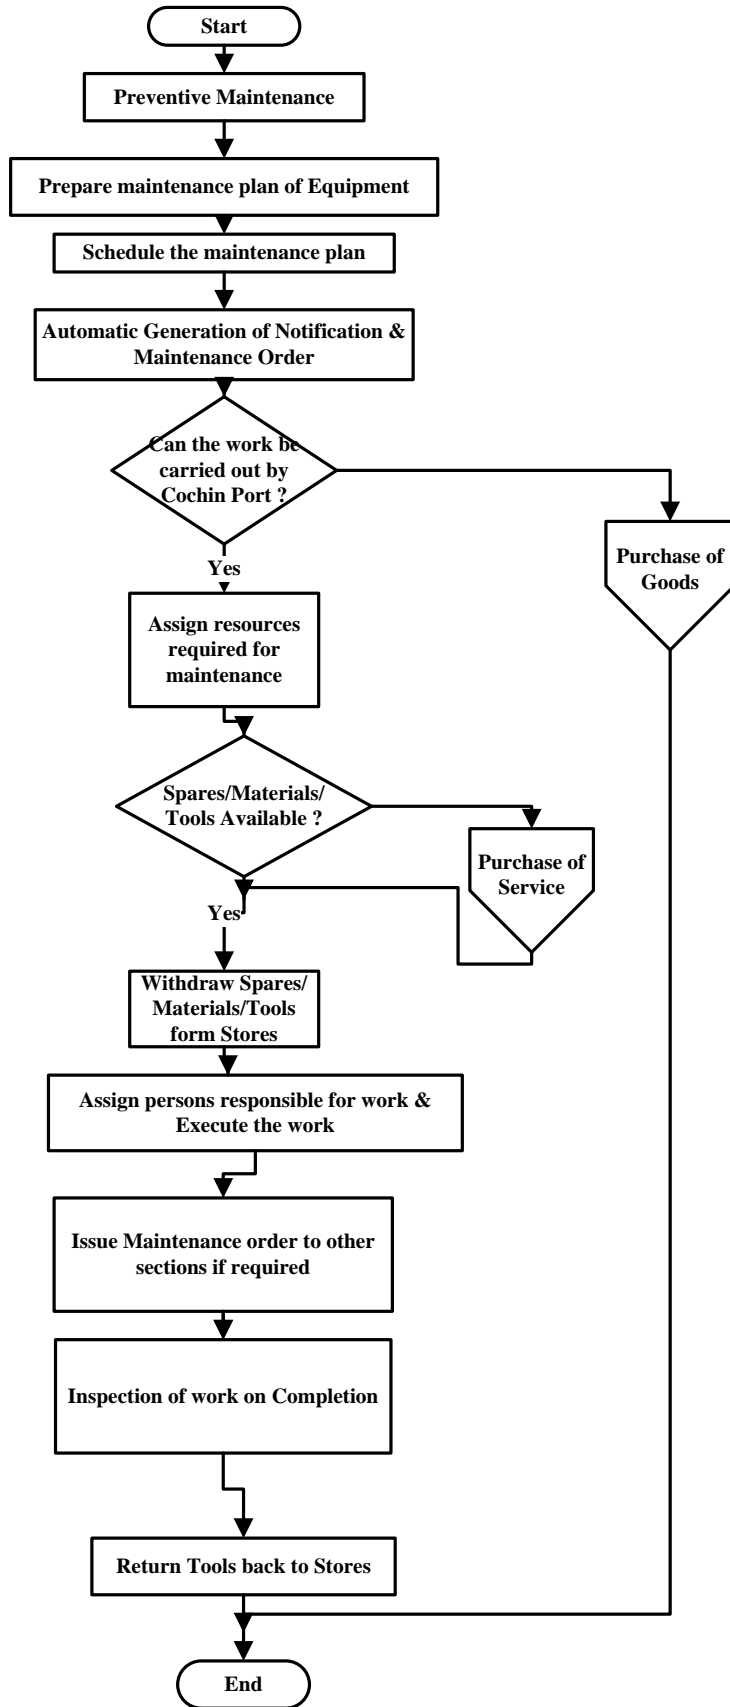 Start
Preventive Maintenance
Prepare maintenance plan of Equipment
Schedule the maintenance plan
Automatic Generation of Notification &
Maintenance Order
Can the work be
carried out by
Cochin Port ?
Purchase of
Goods
Yes
Assign resources
required for
maintenance
Spares/Materials/
Tools Available ?
Purchase of
Service
Yes
Withdraw Spares/
Materials/Tools
form Stores
Assign persons responsible for work &
Execute the work
Issue Maintenance order to other
sections if required
Inspection of work on Completion
Return Tools back to Stores
End